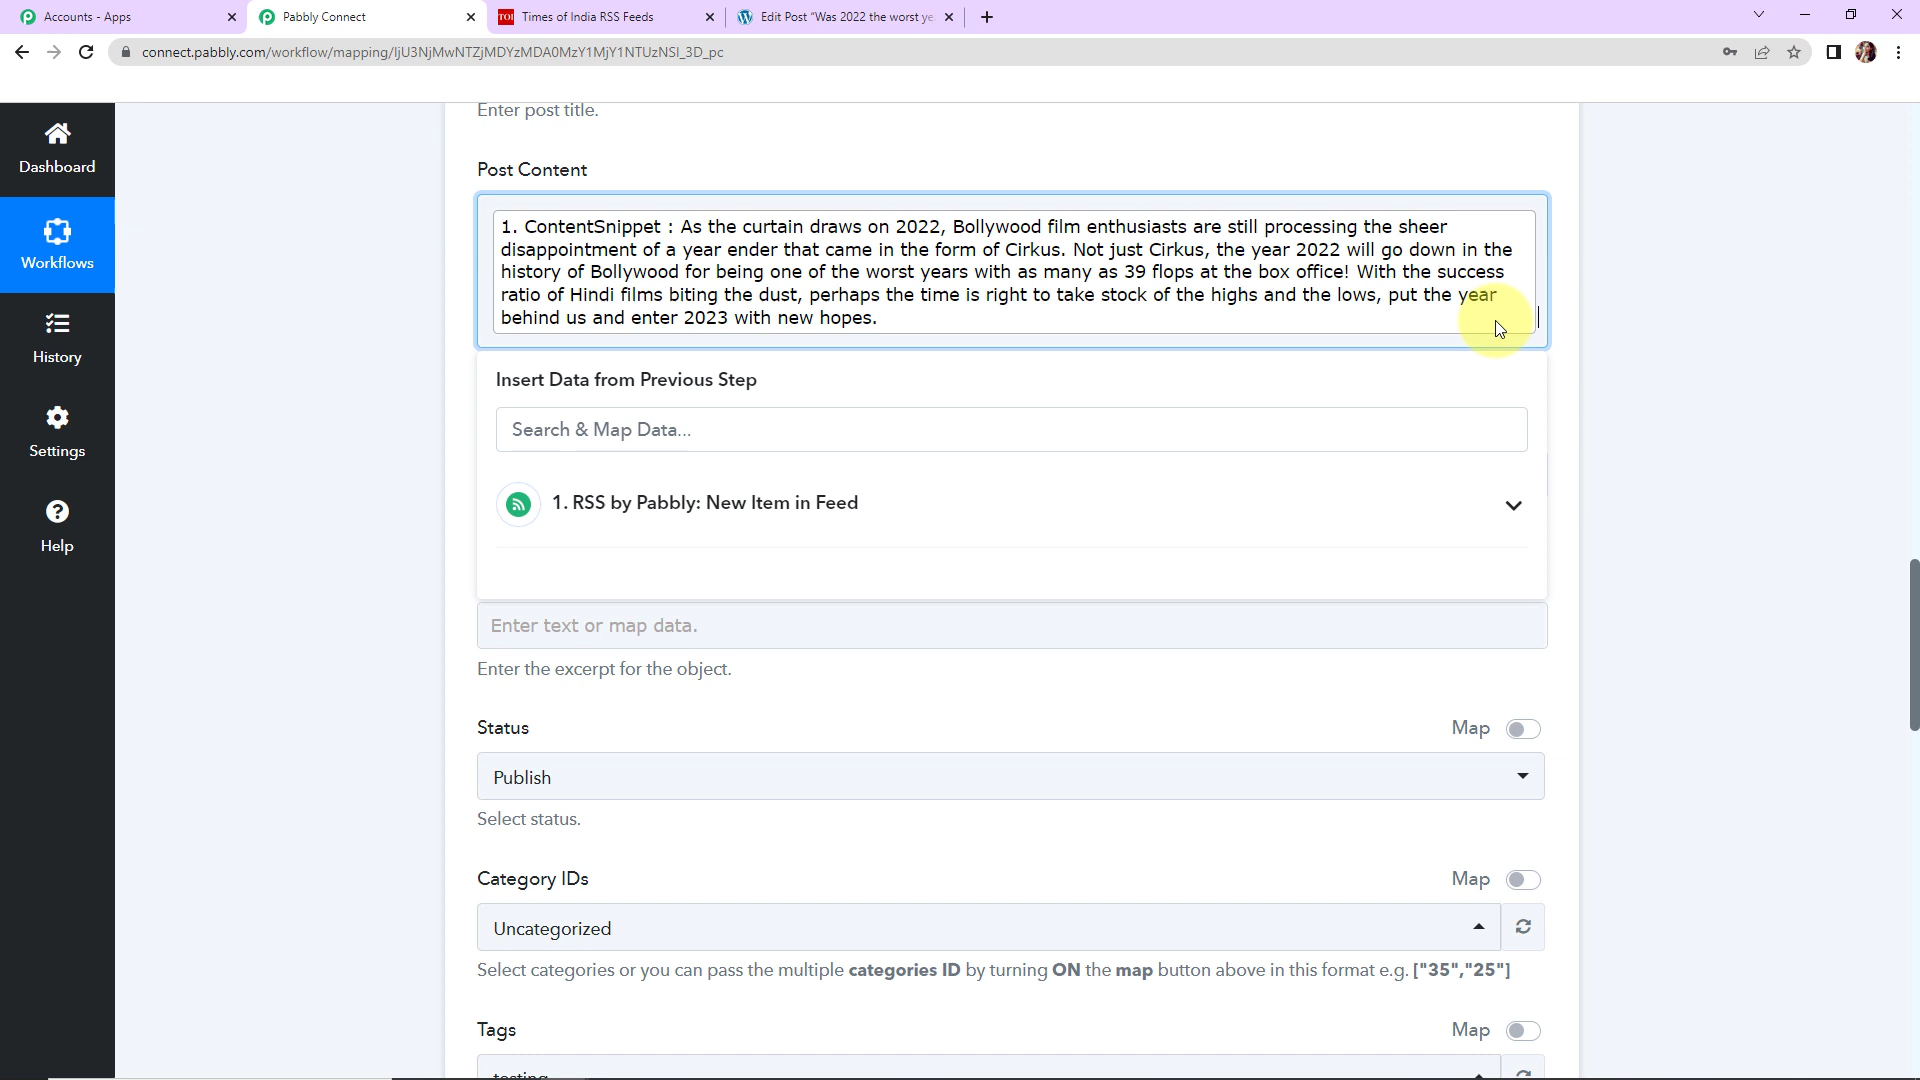 Accounts - Apps
Pabbly Connect
TOI Times of India RSS Feeds
Edit Post "Was 2022 the worst ye
connect.pabbly.com/workflow/mapping/IjU3NjMwNTZjMDYzMDA0MzY1MjY1NTUzNSI_3D_pc
Enter post title.
Dashboard
Workflows
History
Settings
Help
Post Content
1. ContentSnippet : As the curtain draws on 2022, Bollywood film enthusiasts are still processing the sheer
disappointment of a year ender that came in the form of Cirkus. Not just Cirkus, the year 2022 will go down in the
history of Bollywood for being one of the worst years with as many as 39 flops at the box office! With the success
ratio of Hindi films biting the dust, perhaps the time is right to take stock of the highs and the lows, put the year
behind us and enter 2023 with new hopes.
Insert Data from Previous Step
Search & Map Data...
1. RSS by Pabbly: New Item in Feed
Enter text or map data.
Enter the excerpt for the object.
Status
Map
Publish
Select status.
Category IDs
Map
Uncategorized
Select categories or you can pass the multiple categories ID by turning ON the map button above in this format e.g. ["35","25"]
Tags
Map
testing